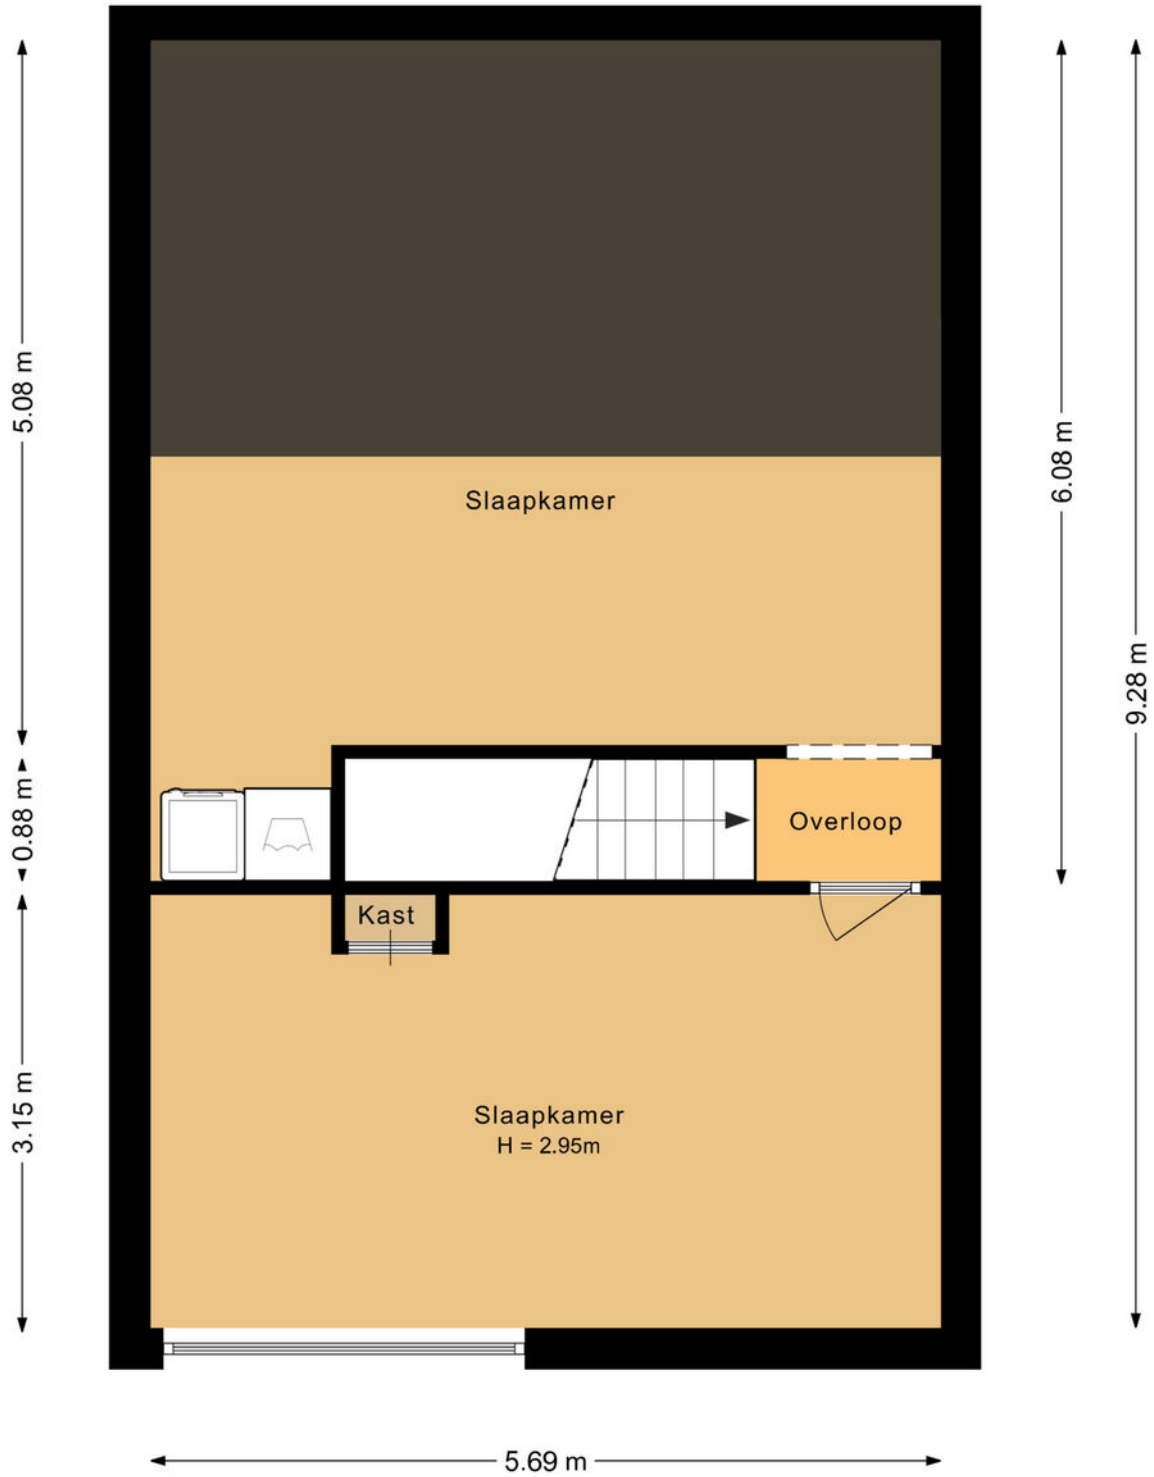 5.08 m
6.08 m
Slaapkamer
9.28 m
0.88 m
Overloop
Kast
3.15 m
Slaapkamer
H = 2.95m
5.69 m